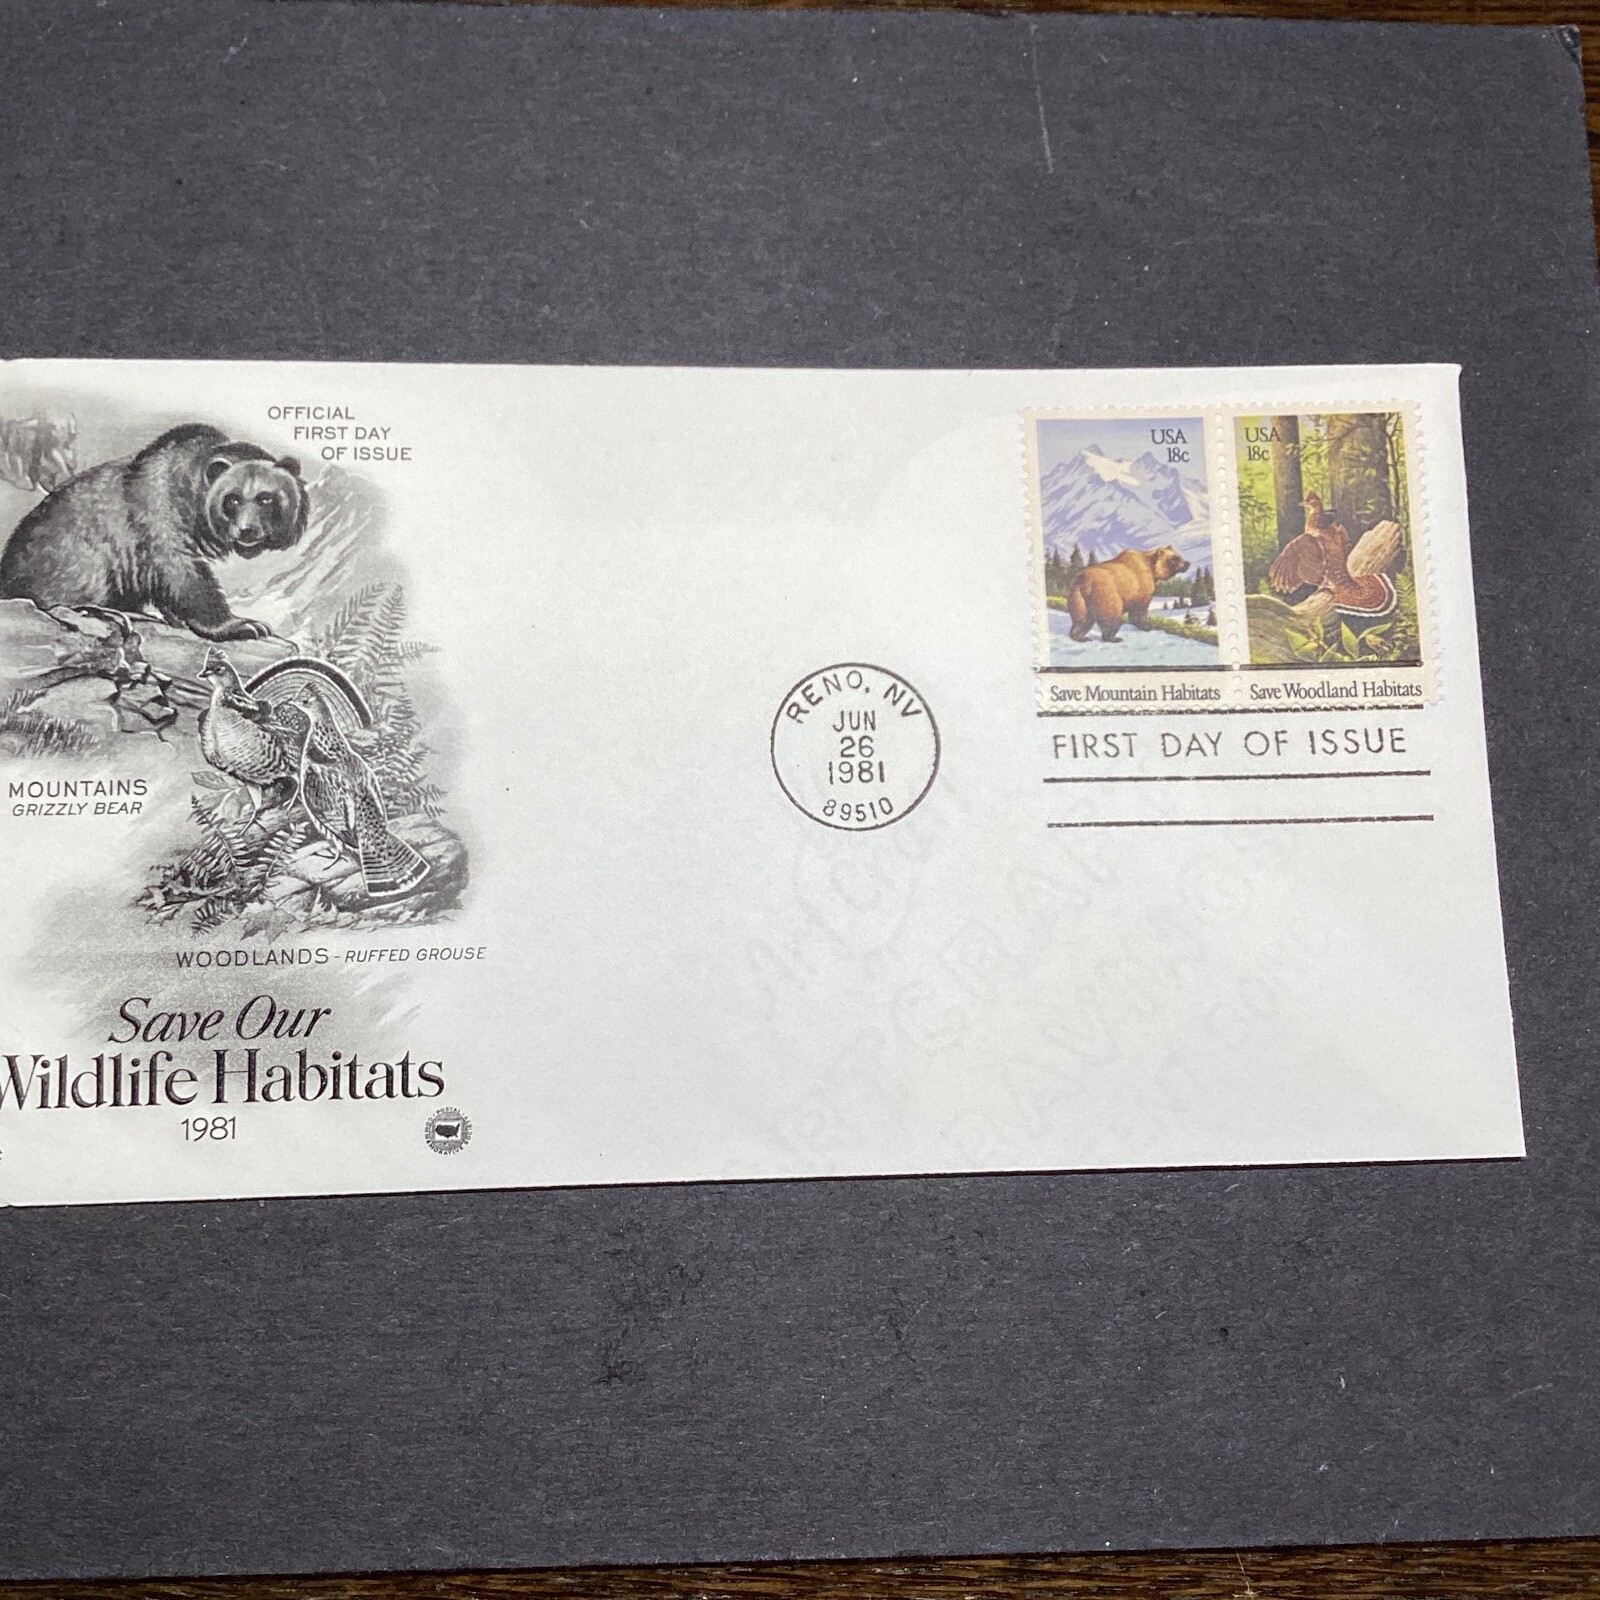 OFFICIAL
FIRST DAY
OF ISSUE
MOUNTAINS
GRIZZLY BEAR
WOODLANDS - RUFFED GROUSE
Save Our
Wildlife Habitats
1981
RENO, NV
JUN
26
1981
89510
USA
18c
Save Mountain Habitats
USA
18c
Save Woodland Habitats
FIRST DAY OF ISSUE